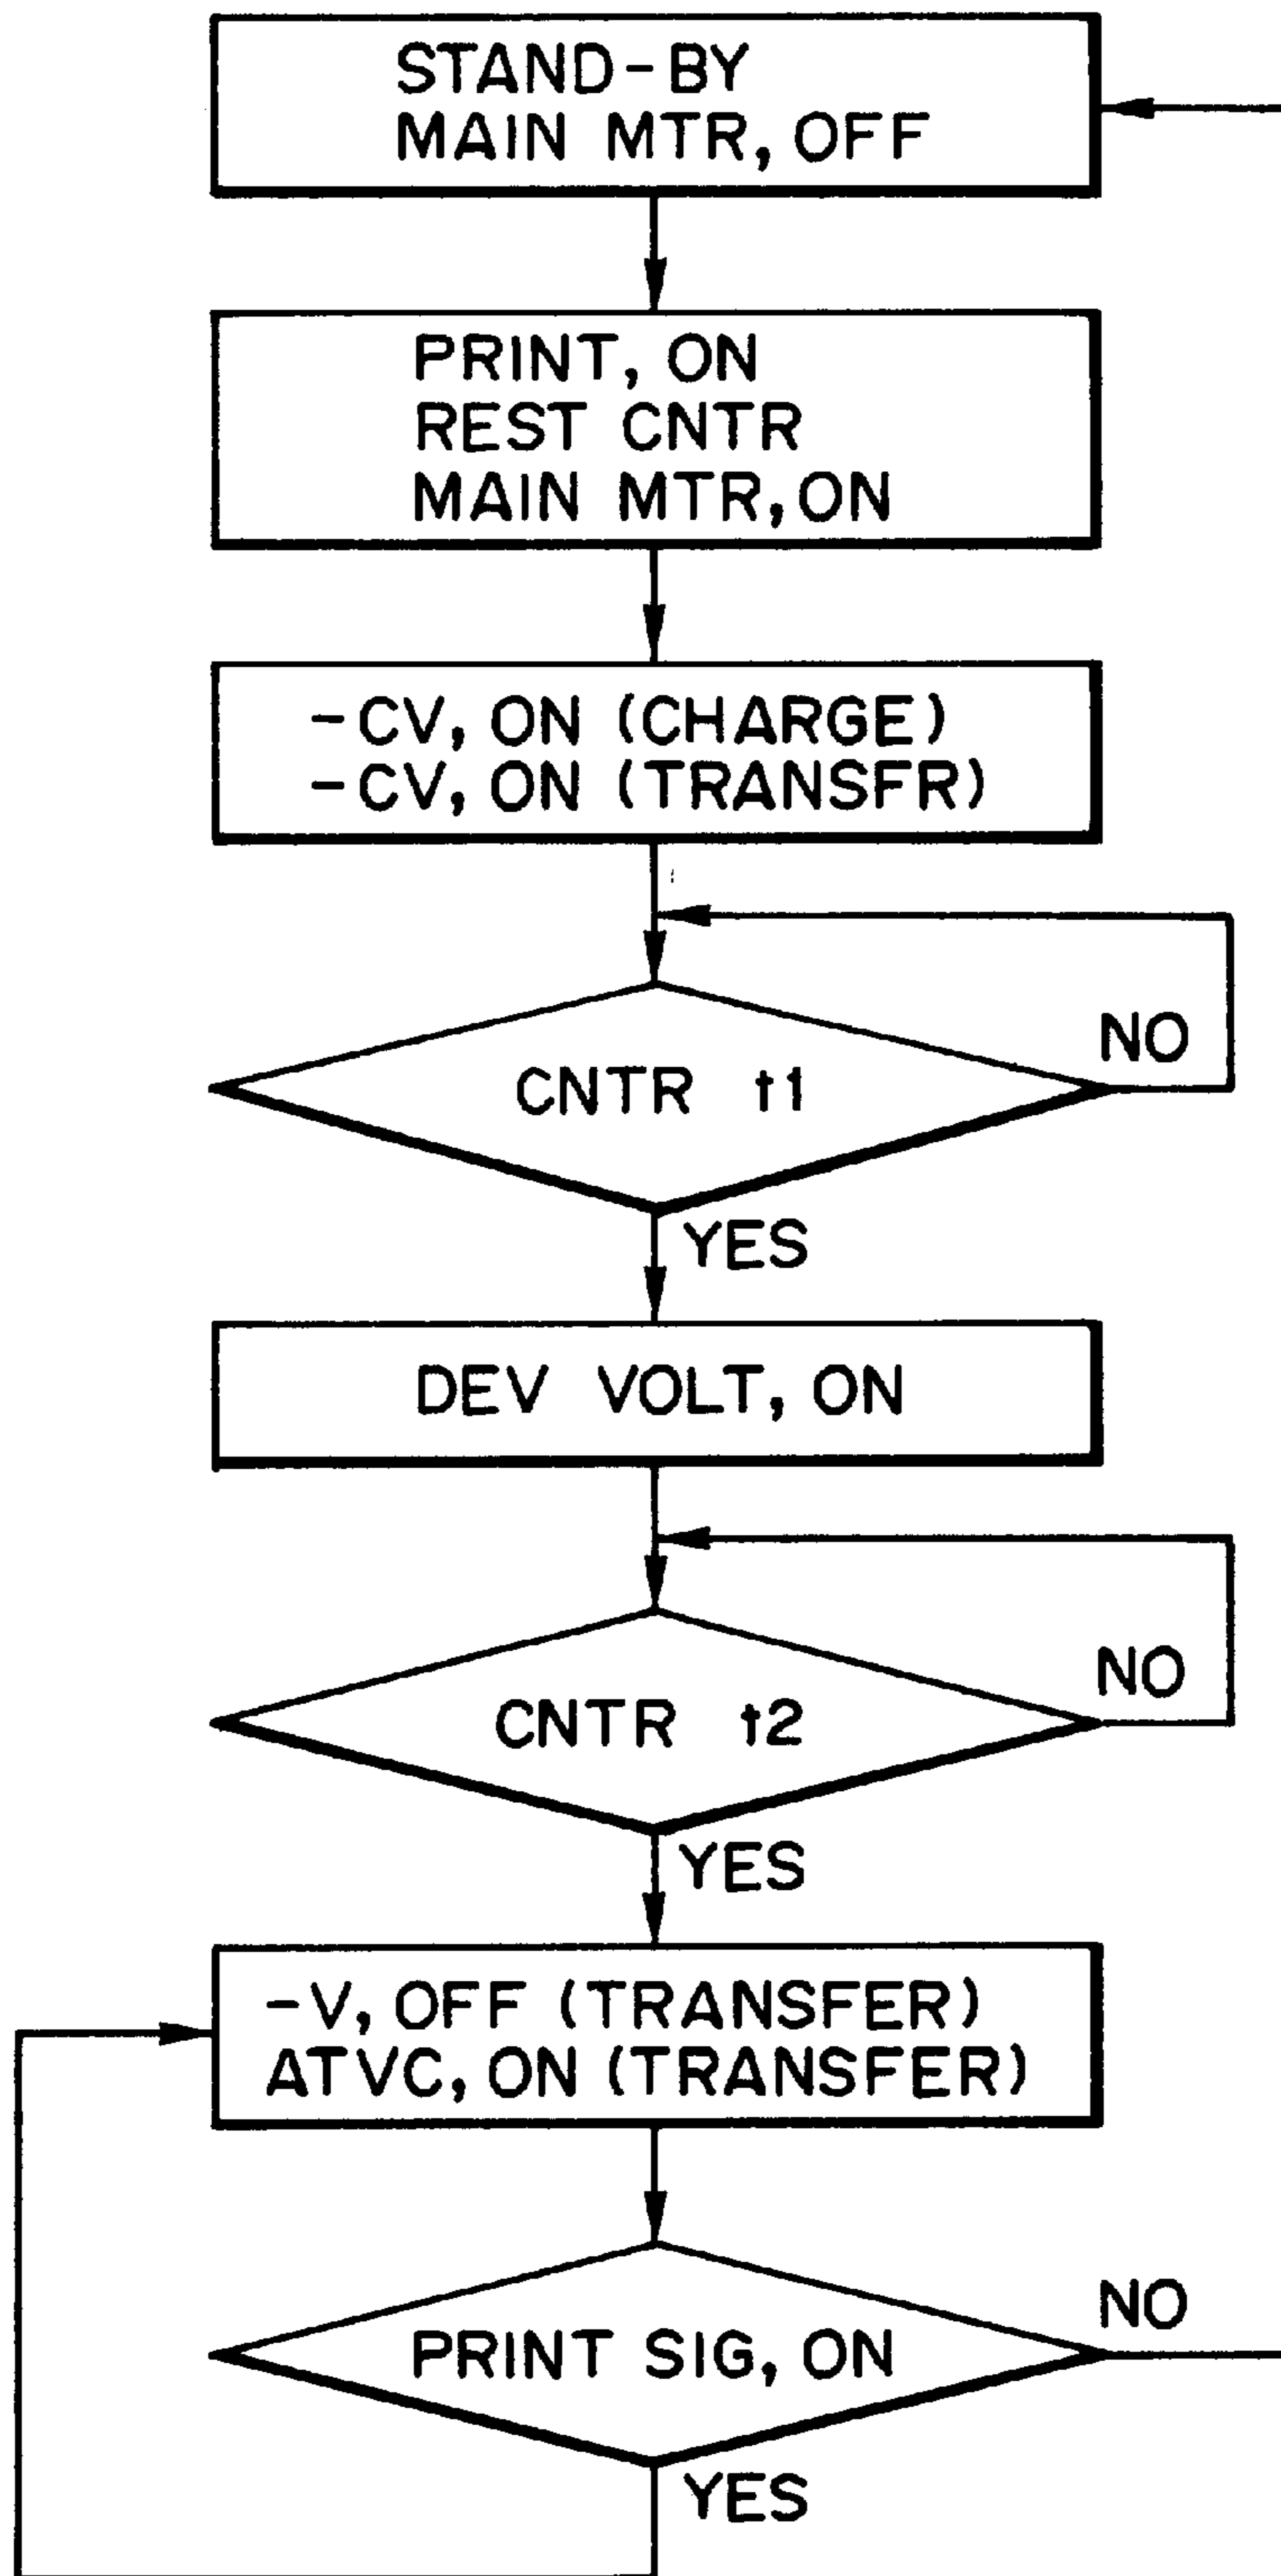 STAND-BY
MAIN MTR, OFF
PRINT, ON
REST CNTR
MAIN MTR, ON
-CV, ON (CHARGE)
-CV, ON (TRANSFR)
CNTR t1
NO
YES
DEV VOLT, ON
CNTR t2
NO
YES
-V, OFF (TRANSFER)
ATVC, ON (TRANSFER)
PRINT SIG, ON
NO
YES